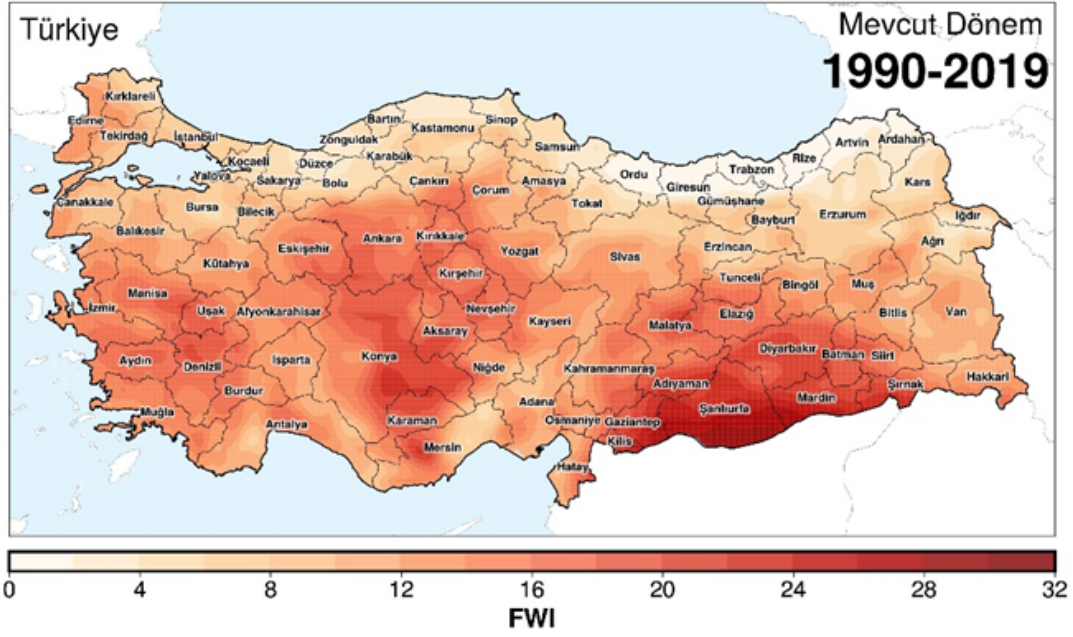 Türkiye
Mevcut Dönem
1990-2019
Kırklareli
Edirne
Tekirdağ
İstanbul
Kocaeli
Yalova
Sakarya
Düzce
Zonguldak
Bartın
Karabük
Kastamonu
Sinop
Samsun
Ordu
Giresun
Trabzon
Rize
Artvin
Ardahan
Kars
Çanakkale
Bursa
Bilecik
Bolu
Çankırı
Çorum
Amasya
Tokat
Gümüşhane
Bayburt
Erzurum
Iğdır
Ağrı
Balıkesir
Kütahya
Eskişehir
Ankara
Kırıkkale
Yozgat
Sivas
Erzincan
Tunceli
Bingöl
Muş
Kırşehir
Manisa
İzmir
Uşak
Afyonkarahisar
Nevşehir
Aksaray
Kayseri
Malatya
Elazığ
Bitlis
Van
Aydın
Denizli
Isparta
Konya
Niğde
Kahramanmaraş
Diyarbakır
Batman
Siirt
Burdur
Adıyaman
Şırnak
Hakkari
Muğla
Antalya
Karaman
Mersin
Adana
Osmaniye
Gaziantep
Şanlıurfa
Mardin
Kilis
Hatay
0 4 8 12 16 20 24 28 32
FWI